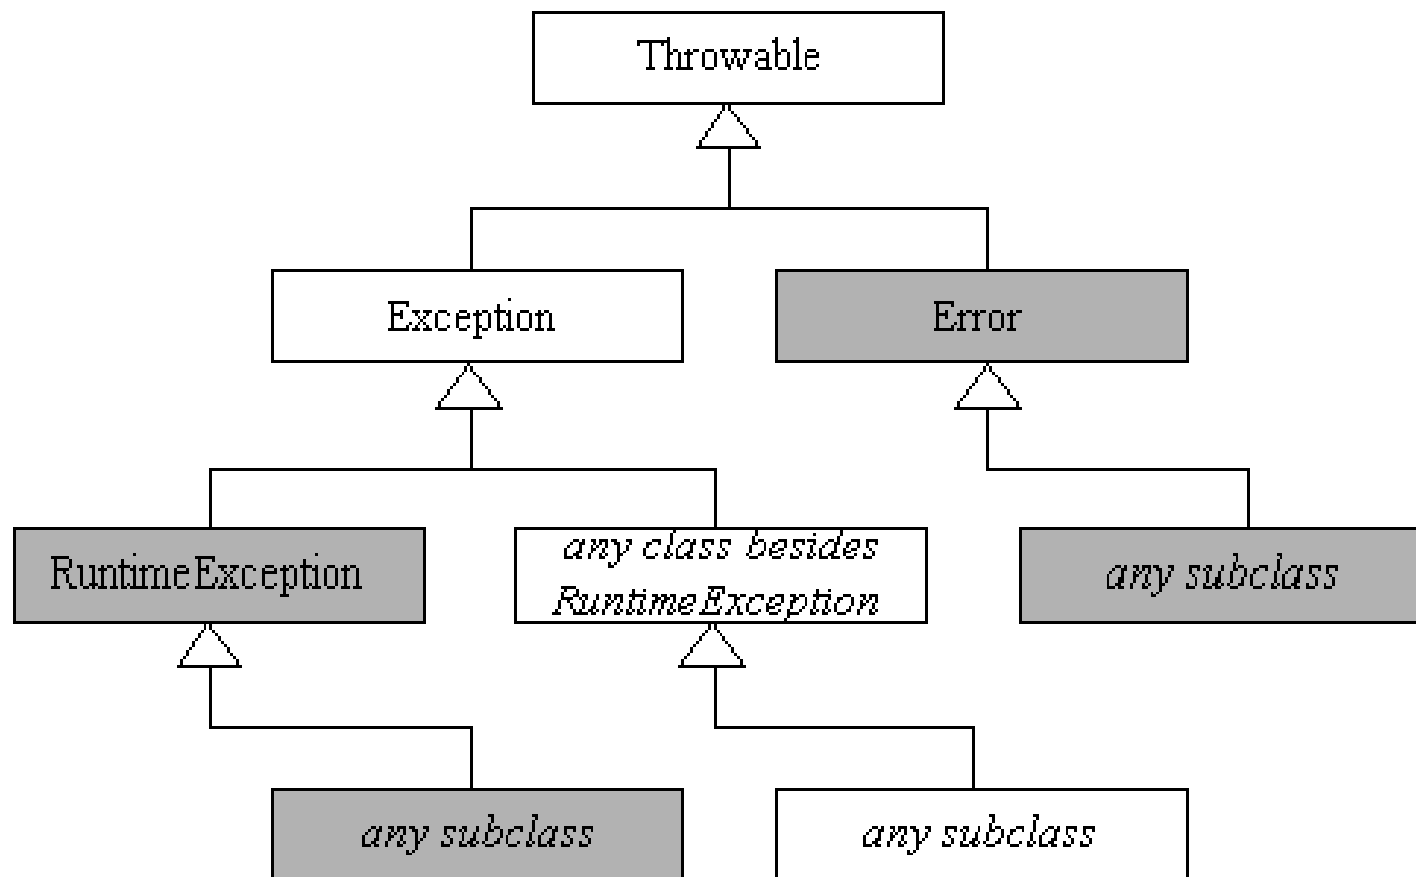 Throwable
Exception
Error
RuntimeException
any class besides
RuntimeException
any subclass
any subclass
any subclass